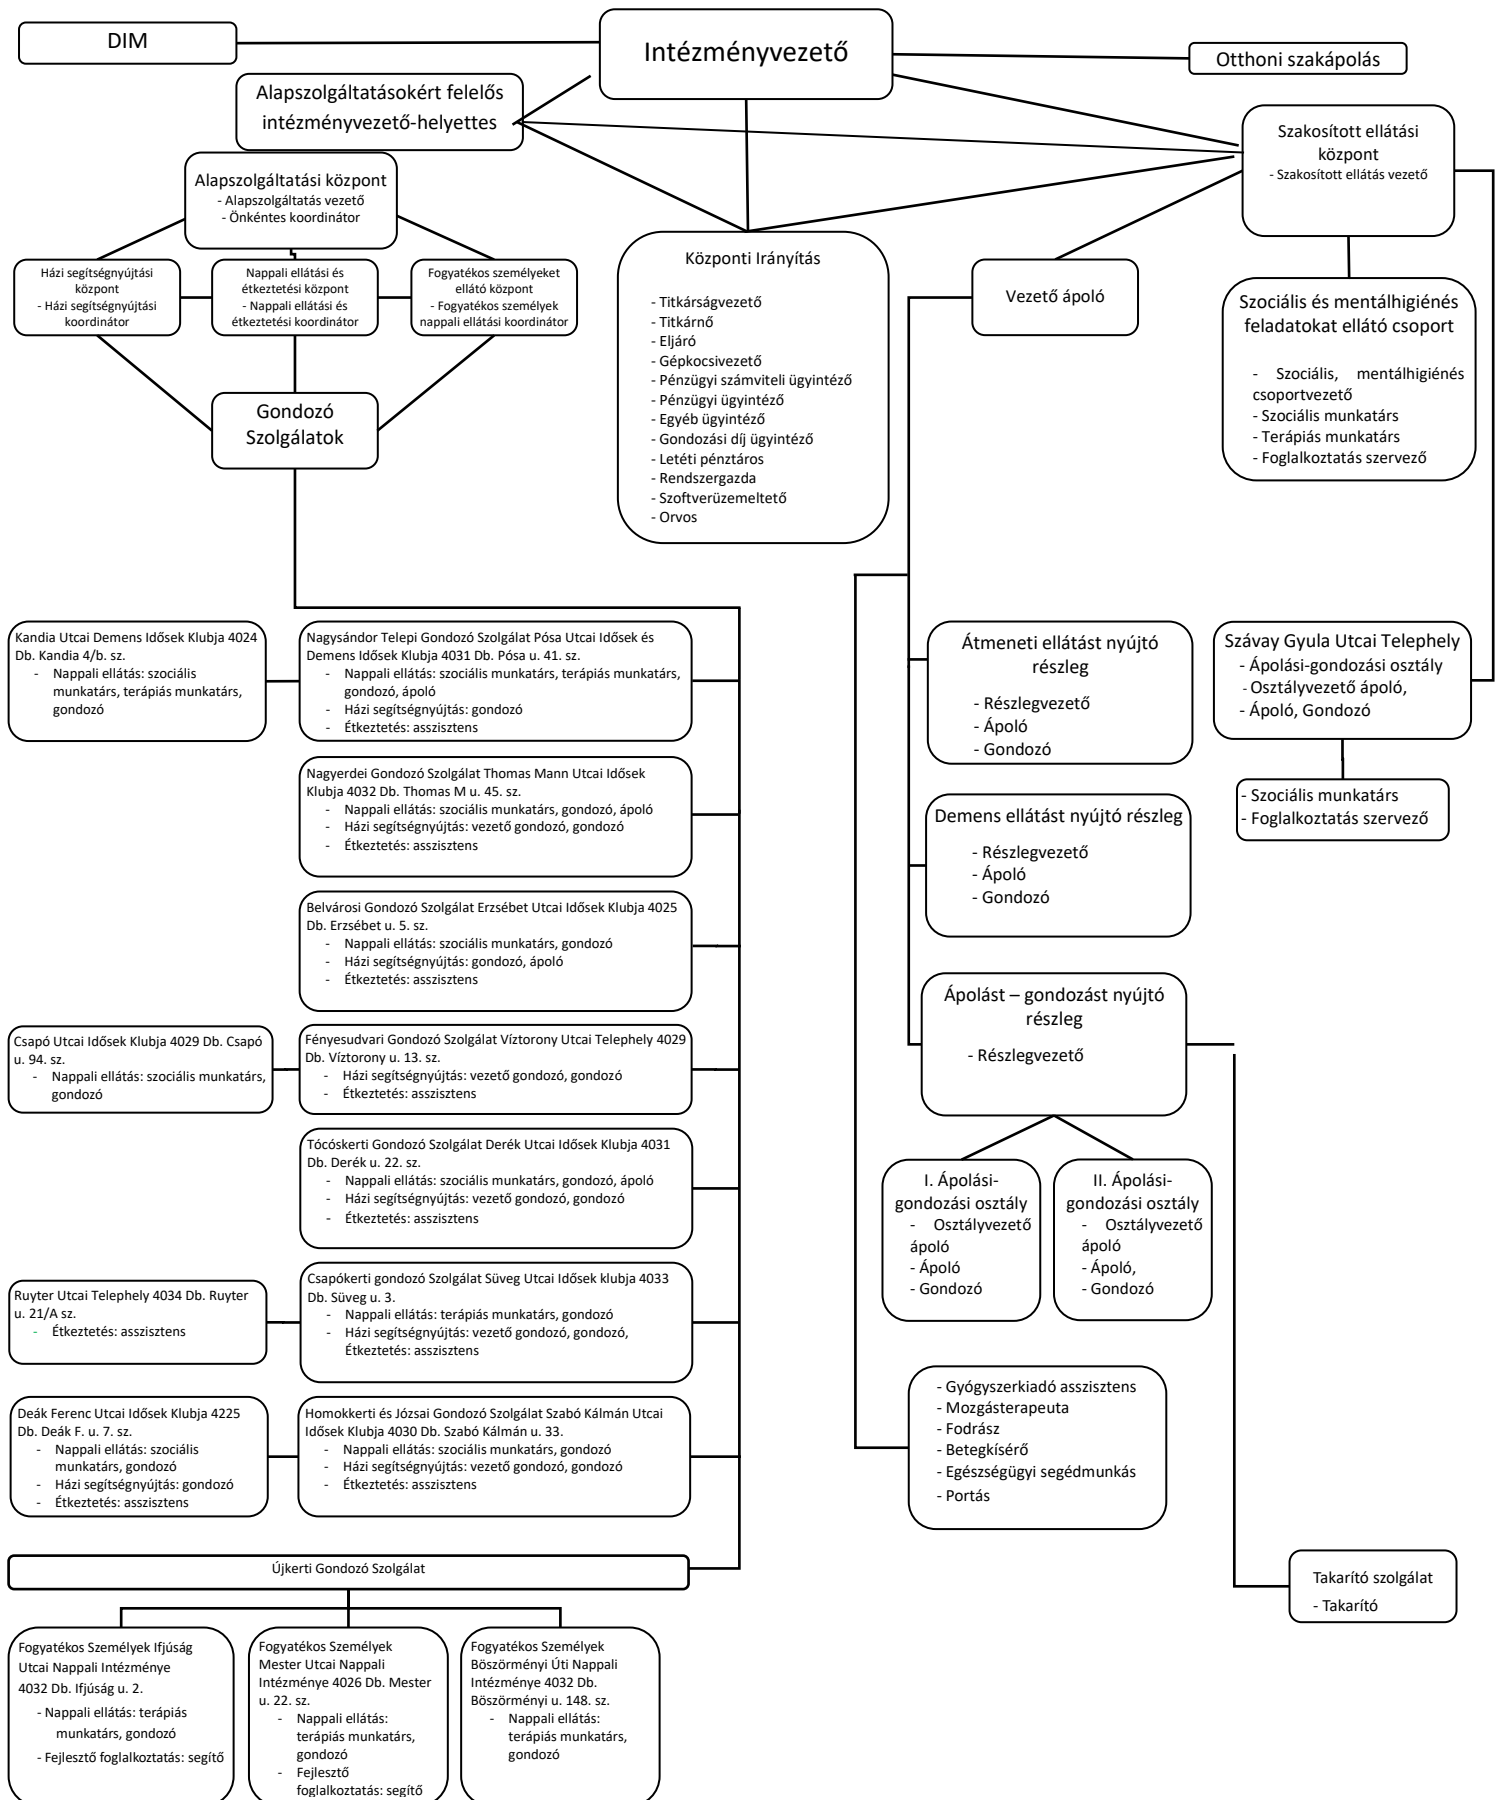 DIM
Intézményvezető
Otthoni szakápolás
Alapszolgáltatásokért felelős
intézményvezető-helyettes
Szakosított ellátási
központ
- Szakosított ellátás vezető
Alapszolgáltatási központ
- Alapszolgáltatás vezető
- Önkéntes koordinátor
Házi segítségnyújtási
központ
- Házi segítségnyújtási
koordinátor
Nappali ellátási és
étkeztetési központ
- Nappali ellátási és
étkeztetési koordinátor
Fogyatékos személyeket
ellátó központ
- Fogyatékos személyek
nappali ellátási koordinátor
Gondozó
Szolgálatok
Központi Irányítás
- Titkárságvezető
- Titkárnő
- Eljáró
- Gépkocsivezető
- Pénzügyi számviteli ügyintéző
- Pénzügyi ügyintéző
- Egyéb ügyintéző
- Gondozási díj ügyintéző
- Letéti pénztáros
- Rendszergazda
- Szoftverüzemeltető
- Orvos
Vezető ápoló
Szociális és mentálhigiénés
feladatokat ellátó csoport
- Szociális, mentálhigiénés
csoportvezető
- Szociális munkatárs
- Terápiás munkatárs
- Foglalkoztatás szervező
Kandia Utcai Demens Idősek Klubja 4024
Db. Kandia 4/b. sz.
- Nappali ellátás: szociális
munkatárs, terápiás munkatárs,
gondozó
Nagysándor Telepi Gondozó Szolgálat Pósa Utcai Idősek és
Demens Idősek Klubja 4031 Db. Pósa u. 41. sz.
- Nappali ellátás: szociális munkatárs, terápiás munkatárs,
gondozó, ápoló
- Házi segítségnyújtás: gondozó
- Étkeztetés: asszisztens
Nagyerdei Gondozó Szolgálat Thomas Mann Utcai Idősek
Klubja 4032 Db. Thomas M u. 45. sz.
- Nappali ellátás: szociális munkatárs, gondozó, ápoló
- Házi segítségnyújtás: vezető gondozó, gondozó
- Étkeztetés: asszisztens
Belvárosi Gondozó Szolgálat Erzsébet Utcai Idősek Klubja 4025
Db. Erzsébet u. 5. sz.
- Nappali ellátás: szociális munkatárs, gondozó
- Házi segítségnyújtás: gondozó, ápoló
- Étkeztetés: asszisztens
Csapó Utcai Idősek Klubja 4029 Db. Csapó
u. 94. sz.
- Nappali ellátás: szociális munkatárs,
gondozó
Fényesudvari Gondozó Szolgálat Víztorony Utcai Telephely 4029
Db. Víztorony u. 13. sz.
- Házi segítségnyújtás: vezető gondozó, gondozó
- Étkeztetés: asszisztens
Tócóskerti Gondozó Szolgálat Derék Utcai Idősek Klubja 4031
Db. Derék u. 22. sz.
- Nappali ellátás: szociális munkatárs, gondozó, ápoló
- Házi segítségnyújtás: vezető gondozó, gondozó
- Étkeztetés: asszisztens
Ruyter Utcai Telephely 4034 Db. Ruyter
u. 21/A sz.
- Étkeztetés: asszisztens
Csapókerti gondozó Szolgálat Süveg Utcai Idősek klubja 4033
Db. Süveg u. 3.
- Nappali ellátás: terápiás munkatárs, gondozó
- Házi segítségnyújtás: vezető gondozó, gondozó,
Étkeztetés: asszisztens
Deák Ferenc Utcai Idősek Klubja 4225
Db. Deák F. u. 7. sz.
- Nappali ellátás: szociális
munkatárs, gondozó
- Házi segítségnyújtás: gondozó
- Étkeztetés: asszisztens
Homokkerti és Józsai Gondozó Szolgálat Szabó Kálmán Utcai
Idősek Klubja 4030 Db. Szabó Kálmán u. 33.
- Nappali ellátás: szociális munkatárs, gondozó
- Házi segítségnyújtás: vezető gondozó, gondozó
- Étkeztetés: asszisztens
Újkerti Gondozó Szolgálat
Fogyatékos Személyek Ifjúság
Utcai Nappali Intézménye
4032 Db. Ifjúság u. 2.
- Nappali ellátás: terápiás
munkatárs, gondozó
- Fejlesztő foglalkoztatás: segítő
Fogyatékos Személyek
Mester Utcai Nappali
Intézménye 4026 Db. Mester
u. 22. sz.
- Nappali ellátás:
terápiás munkatárs,
gondozó
- Fejlesztő
foglalkoztatás: segítő
Fogyatékos Személyek
Böszörményi Úti Nappali
Intézménye 4032 Db.
Böszörményi u. 148. sz.
- Nappali ellátás:
terápiás munkatárs,
gondozó
Átmeneti ellátást nyújtó
részleg
- Részlegvezető
- Ápoló
- Gondozó
Szávay Gyula Utcai Telephely
- Ápolási-gondozási osztály
- Osztályvezető ápoló,
- Ápoló, Gondozó
- Szociális munkatárs
- Foglalkoztatás szervező
Demens ellátást nyújtó részleg
- Részlegvezető
- Ápoló
- Gondozó
Ápolást – gondozást nyújtó
részleg
- Részlegvezető
I. Ápolási-
gondozási osztály
- Osztályvezető
ápoló
- Ápoló
- Gondozó
II. Ápolási-
gondozási osztály
- Osztályvezető
ápoló
- Ápoló,
- Gondozó
- Gyógyszerkiadó asszisztens
- Mozgásterapeuta
- Fodrász
- Betegkísérő
- Egészségügyi segédmunkás
- Portás
Takarító szolgálat
- Takarító